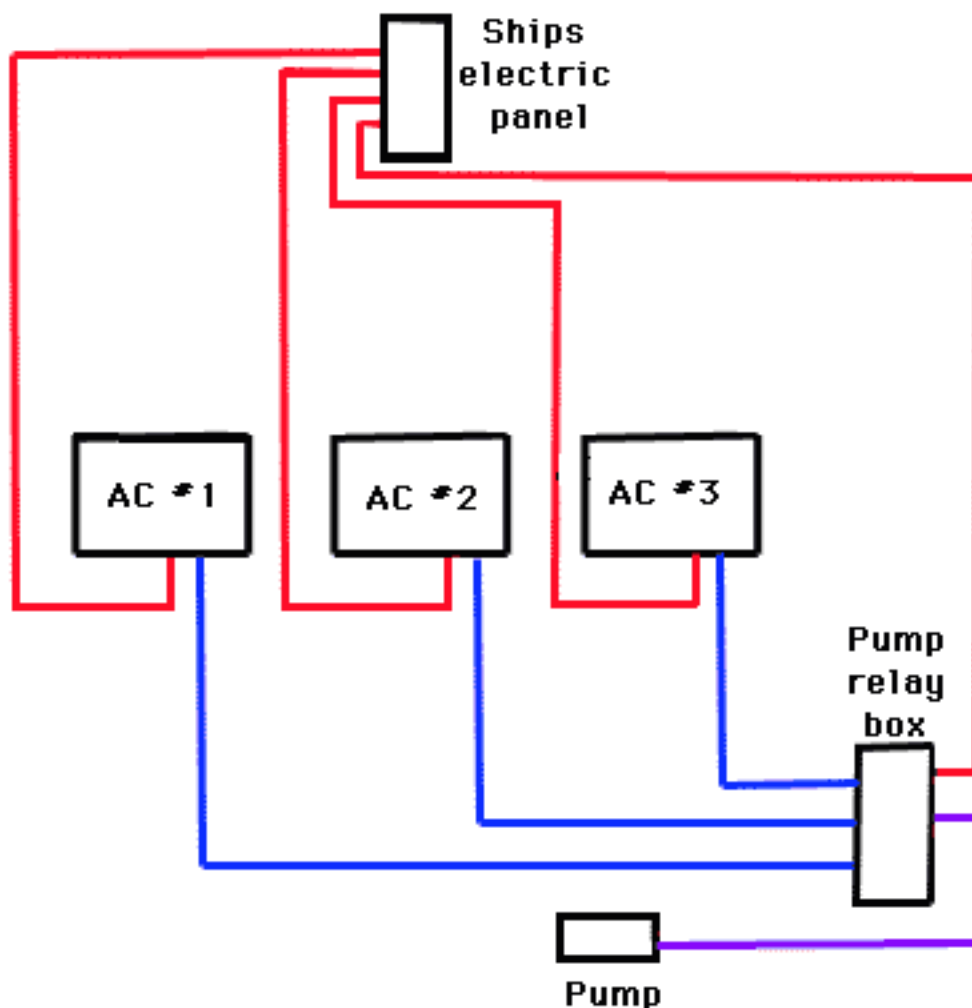 Ships
electric
panel
AC #1
AC #2
AC #3
Pump
relay
box
Pump